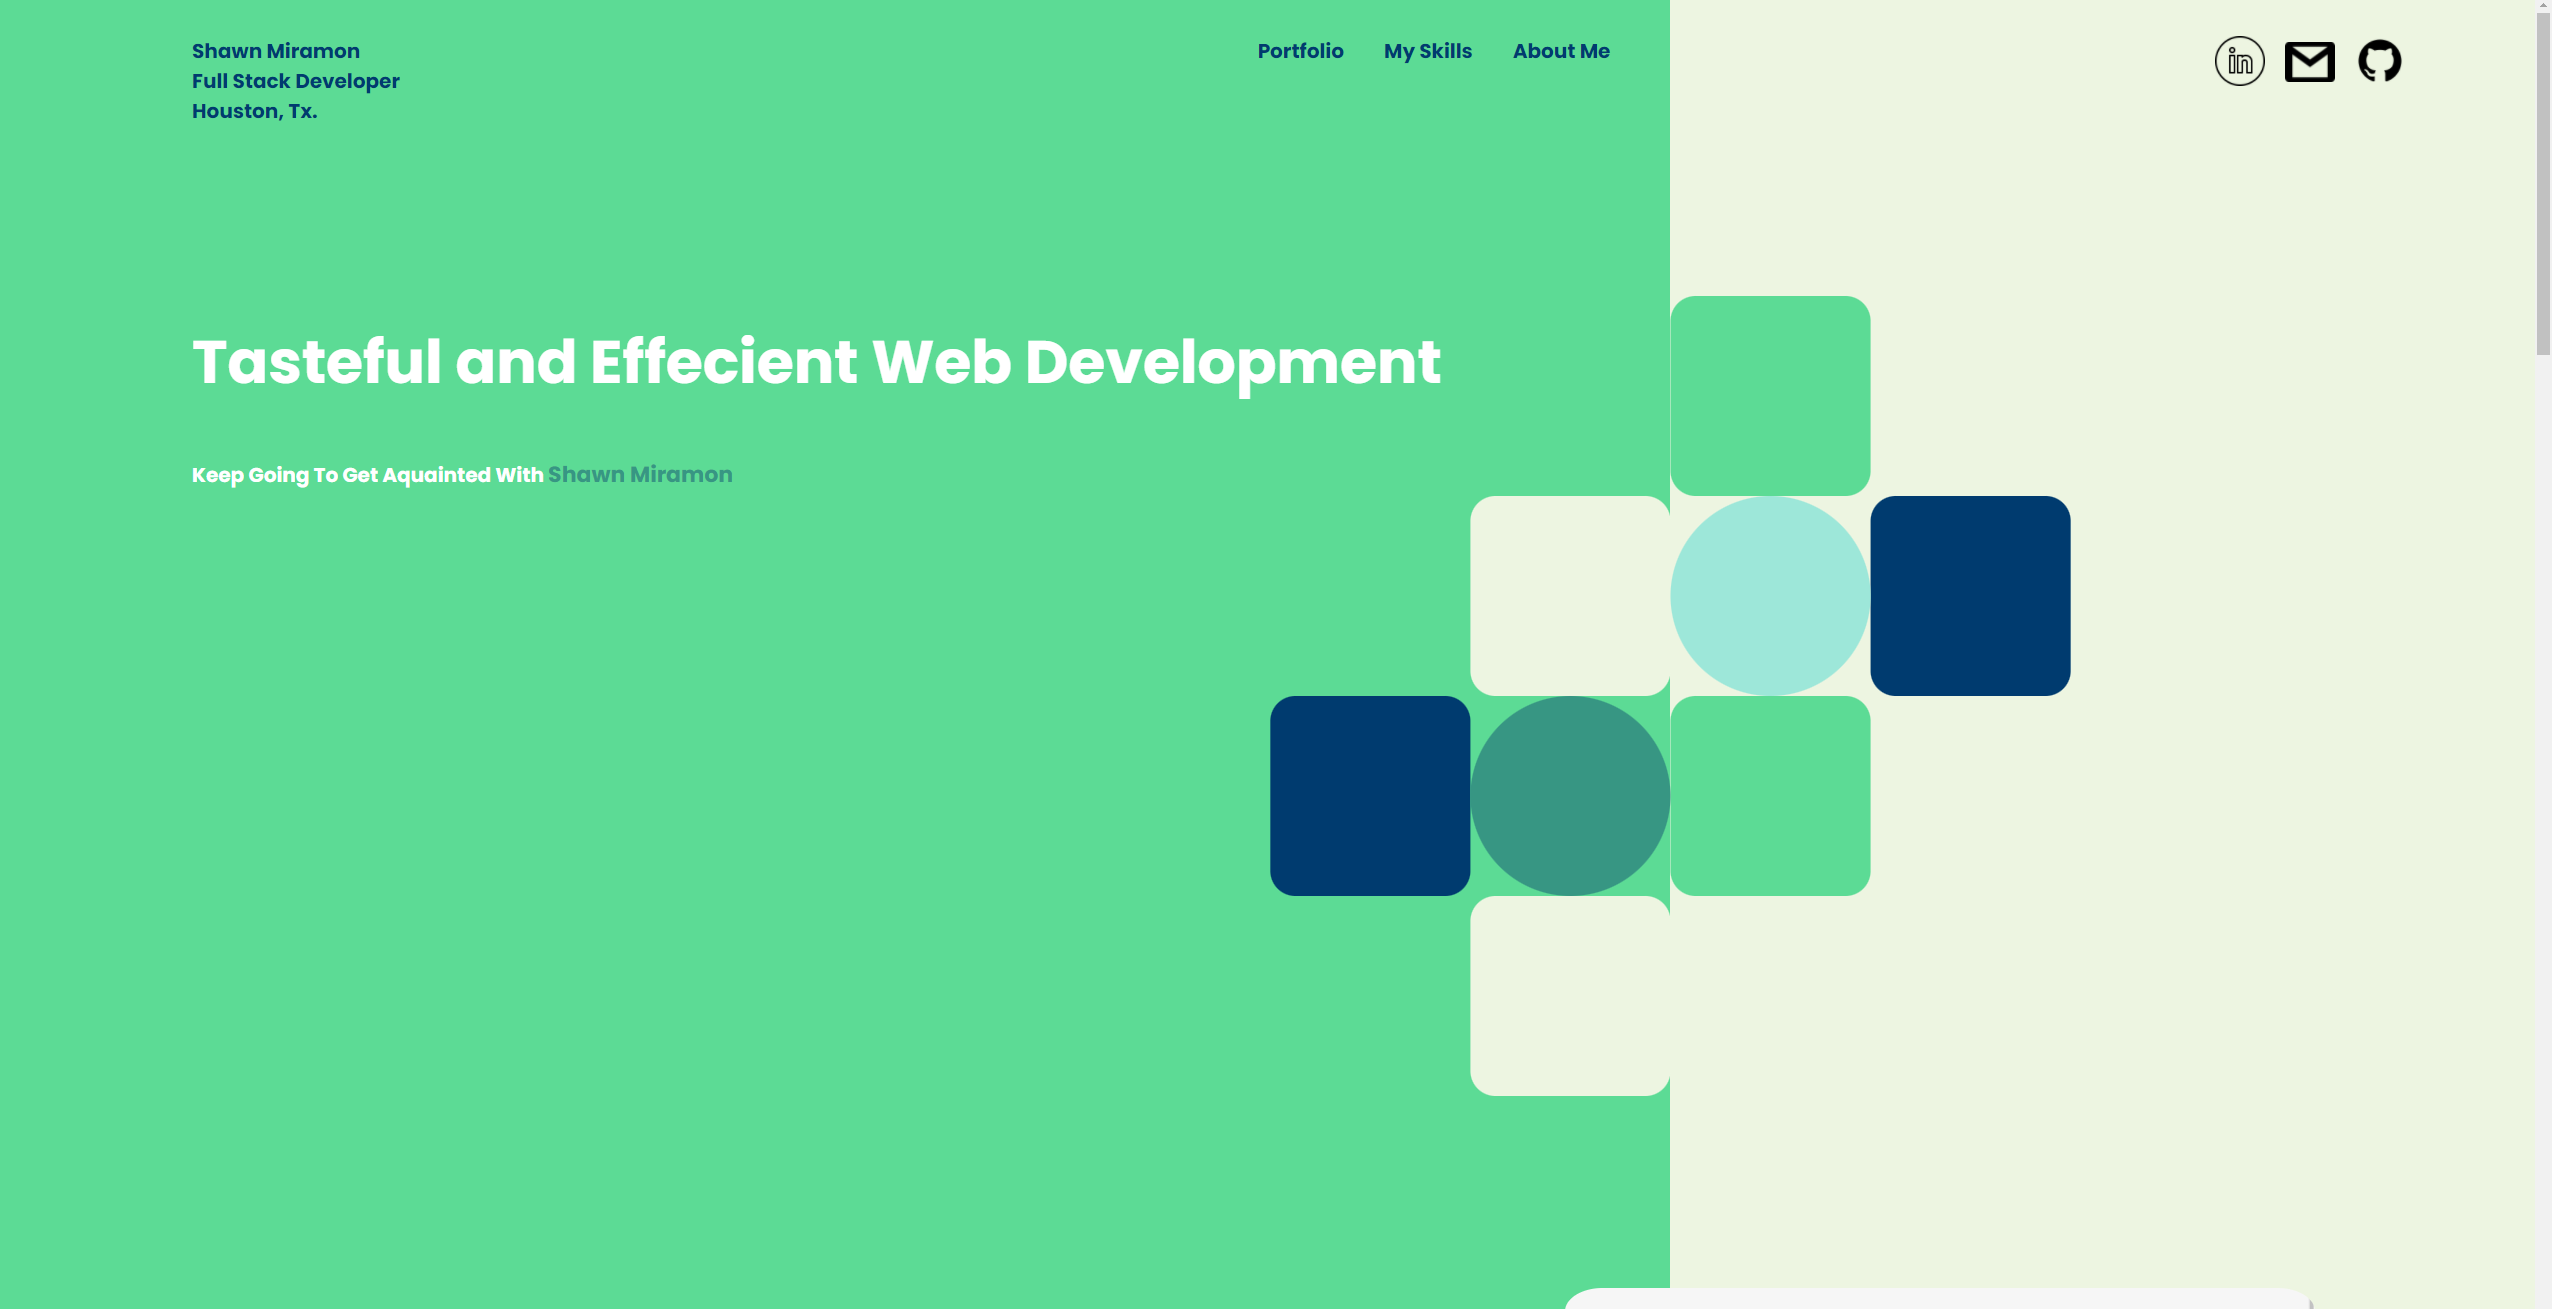 Shawn Miramon
Full Stack Developer
Houston, Tx.
Portfolio My Skills About Me
in
Tasteful and Effecient Web Development
Keep Going To Get Aquainted With Shawn Miramon